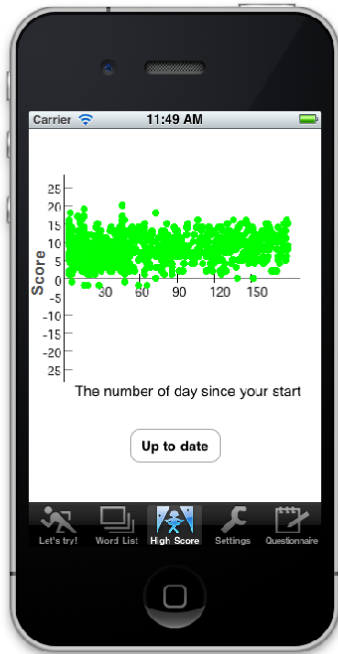 Carrier 11:49 AM
25
20
15
10
5
0
-5
-10
-15
-20
25
Score
30 60 90 120 150
The number of day since your start
Up to date
Let's try! Word List High Score Settings Questionnaire